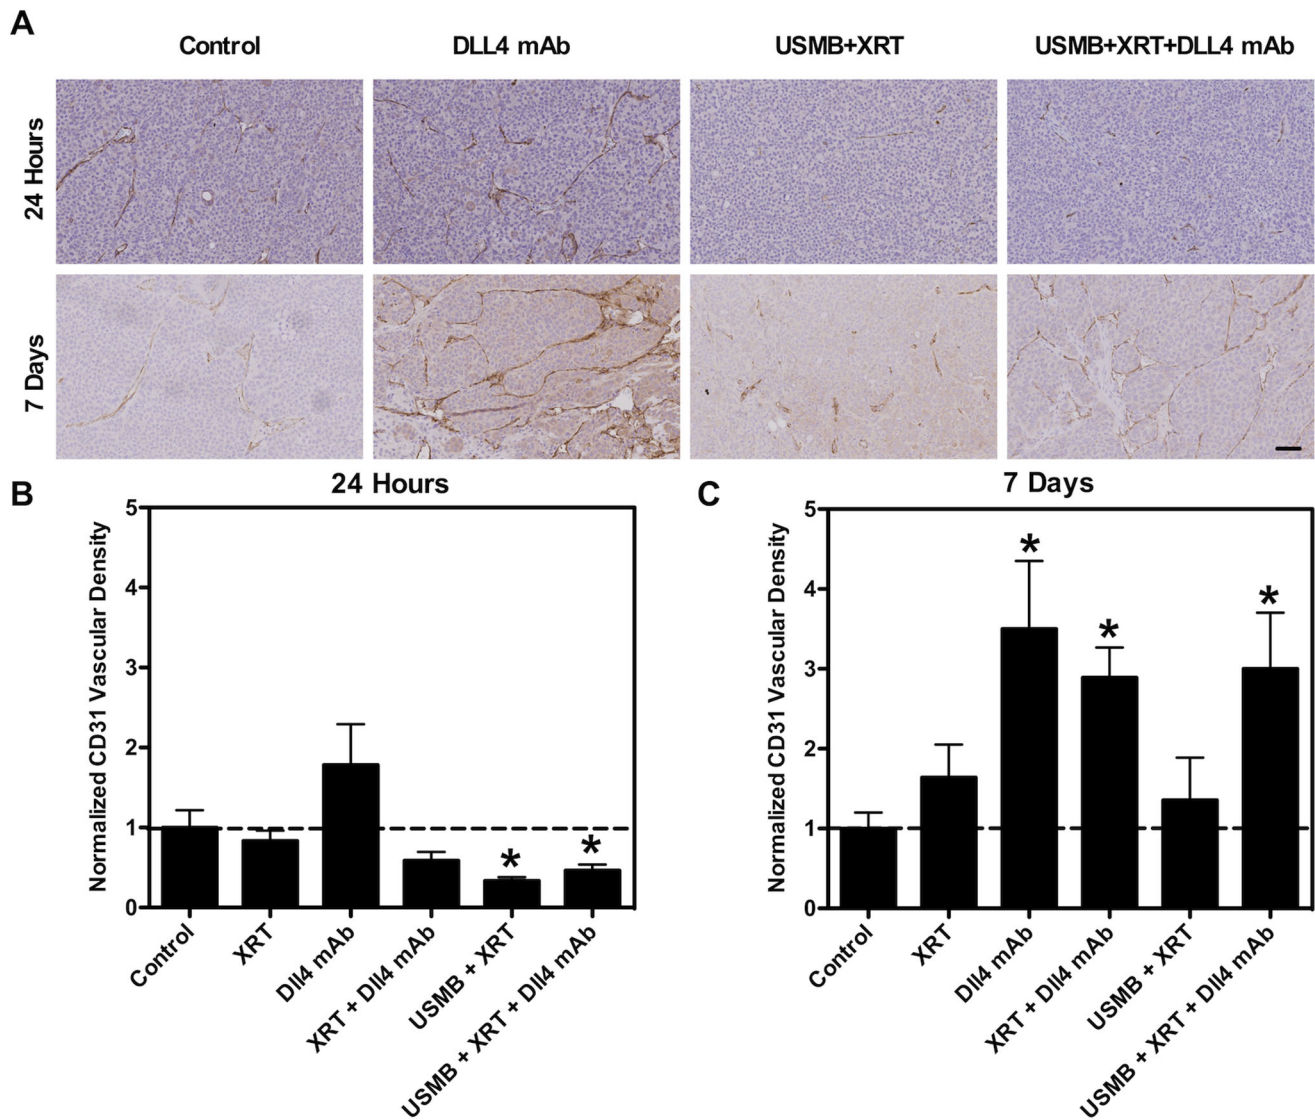 A
Control
DLL4 mAb
USMB+XRT
USMB+XRT+DLL4 mAb
24 Hours
7 Days
B
24 Hours
Normalized CD31 Vascular Density
5
4
3
2
1
0
*
*
Control
XRT
Dll4 mAb
XRT + Dll4 mAb
USMB + XRT
USMB + XRT + Dll4 mAb
C
7 Days
Normalized CD31 Vascular Density
5
4
3
2
1
0
*
*
*
Control
XRT
Dll4 mAb
XRT + Dll4 mAb
USMB + XRT
USMB + XRT + Dll4 mAb